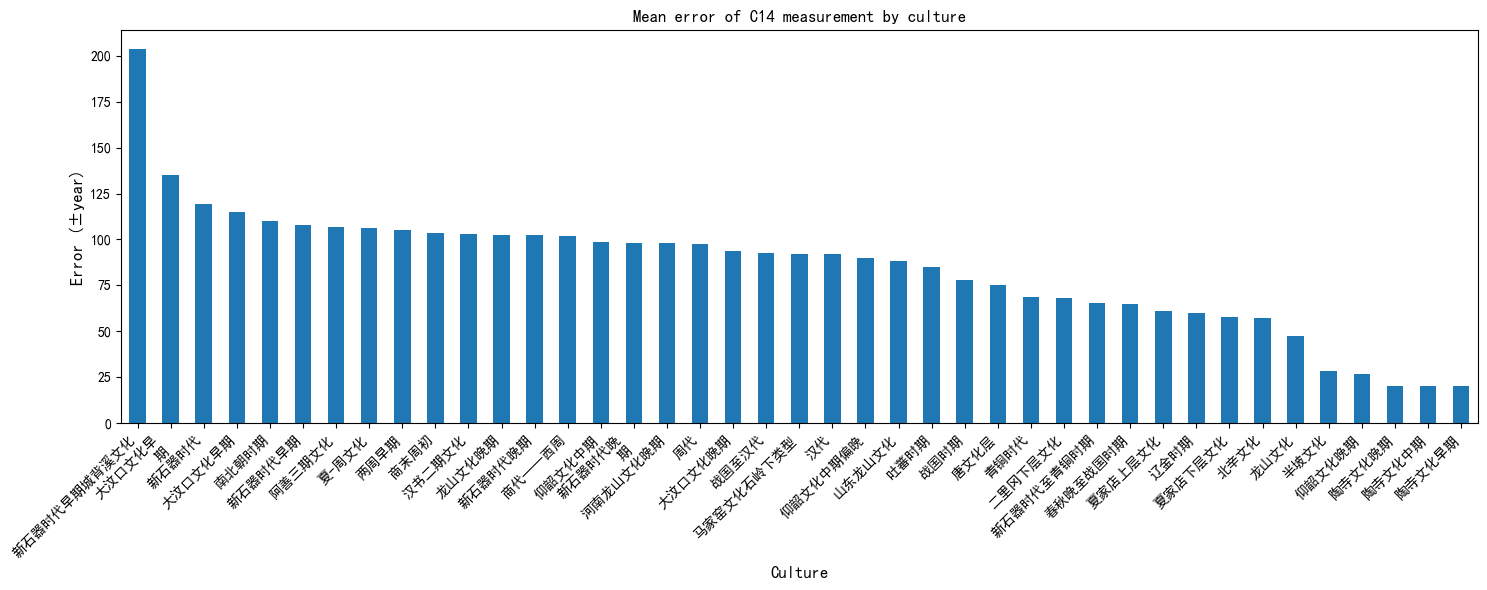 Mean error of C14 measurement by culture
Error (±year)
200
175
150
125
100
75
50
25
0
新石器时代早期城背溪文化
大汶口文化早
期
新石器时代
大汶口文化早期
南北朝时期
新石器时代早期
阿善三期文化
夏-周文化
两周早期
商末周初
汉书二期文化
龙山文化晚期
新石器时代晚期
商代——西周
仰韶文化中期
新石器时代晚
期
河南龙山文化晚期
周代
大汶口文化晚期
战国至汉代
马家窑文化石岭下类型
汉代
仰韶文化中期偏晚
山东龙山文化
吐蕃时期
战国时期
唐文化层
青铜时代
二里冈下层文化
新石器时代至青铜时期
春秋晚至战国时期
夏家店上层文化
辽金时期
夏家店下层文化
北辛文化
龙山文化
半坡文化
仰韶文化晚期
陶寺文化晚期
陶寺文化中期
陶寺文化早期
Culture